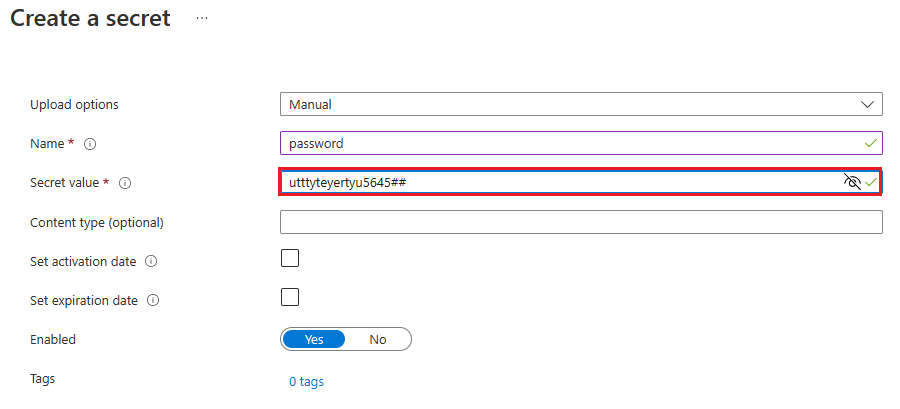 Create a secret ...
Upload options Manual
Name * password
Secret value * utttyteyertyu5645##
Content type (optional)
Set activation date
Set expiration date
Enabled Yes No
Tags 0 tags